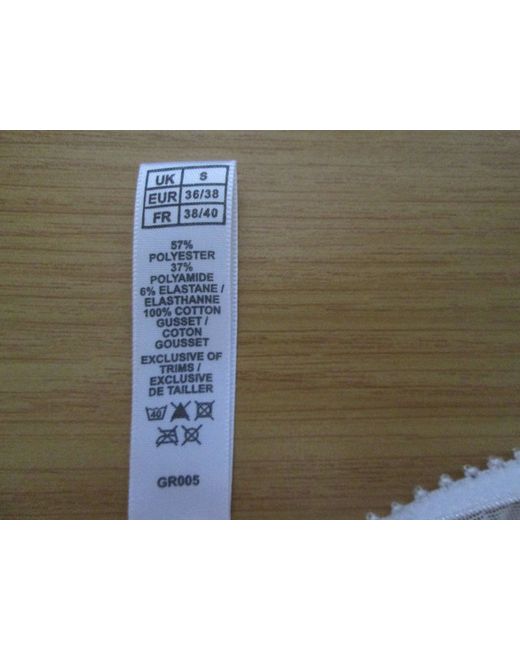 UK S
EUR 36/38
FR 38/40
57%
POLYESTER
37%
POLYAMIDE
6% ELASTANE /
ELASTHANNE
100% COTTON
GUSSET /
COTON
GOUSSET
EXCLUSIVE OF
TRIMS /
EXCLUSIVE
DE TAILLER
40
GR005